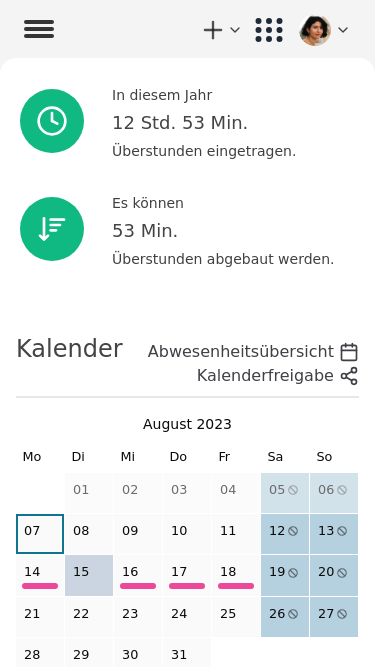 In diesem Jahr
12 Std. 53 Min.
Überstunden eingetragen.
Es können
53 Min.
Überstunden abgebaut werden.
Kalender
Abwesenheitsübersicht
Kalenderfreigabe
August 2023
Mo Di Mi Do Fr Sa So
01 02 03 04 05 06
07 08 09 10 11 12 13
14 15 16 17 18 19 20
21 22 23 24 25 26 27
28 29 30 31